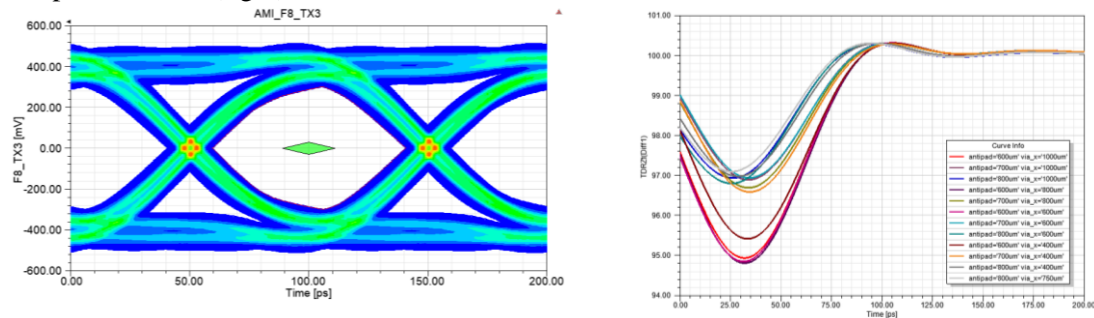 AMI_F8_TX3
600.00
400.00
200.00
0.00
-200.00
-400.00
-600.00
F8_TX3 [mV]
0.00
50.00
100.00
150.00
200.00
Time [ps]
101.00
100.00
99.00
98.00
97.00
96.00
95.00
94.00
TDRZt(Diff1)
0.00
25.00
50.00
75.00
100.00
125.00
150.00
175.00
200.00
Time [ps]
Curve Info
antipad='600um' via_x='1000um'
antipad='700um' via_x='1000um'
antipad='800um' via_x='1000um'
antipad='600um' via_x='800um'
antipad='700um' via_x='800um'
antipad='600um' via_x='600um'
antipad='700um' via_x='600um'
antipad='800um' via_x='600um'
antipad='600um' via_x='400um'
antipad='700um' via_x='400um'
antipad='800um' via_x='400um'
antipad='800um' via_x='760um'